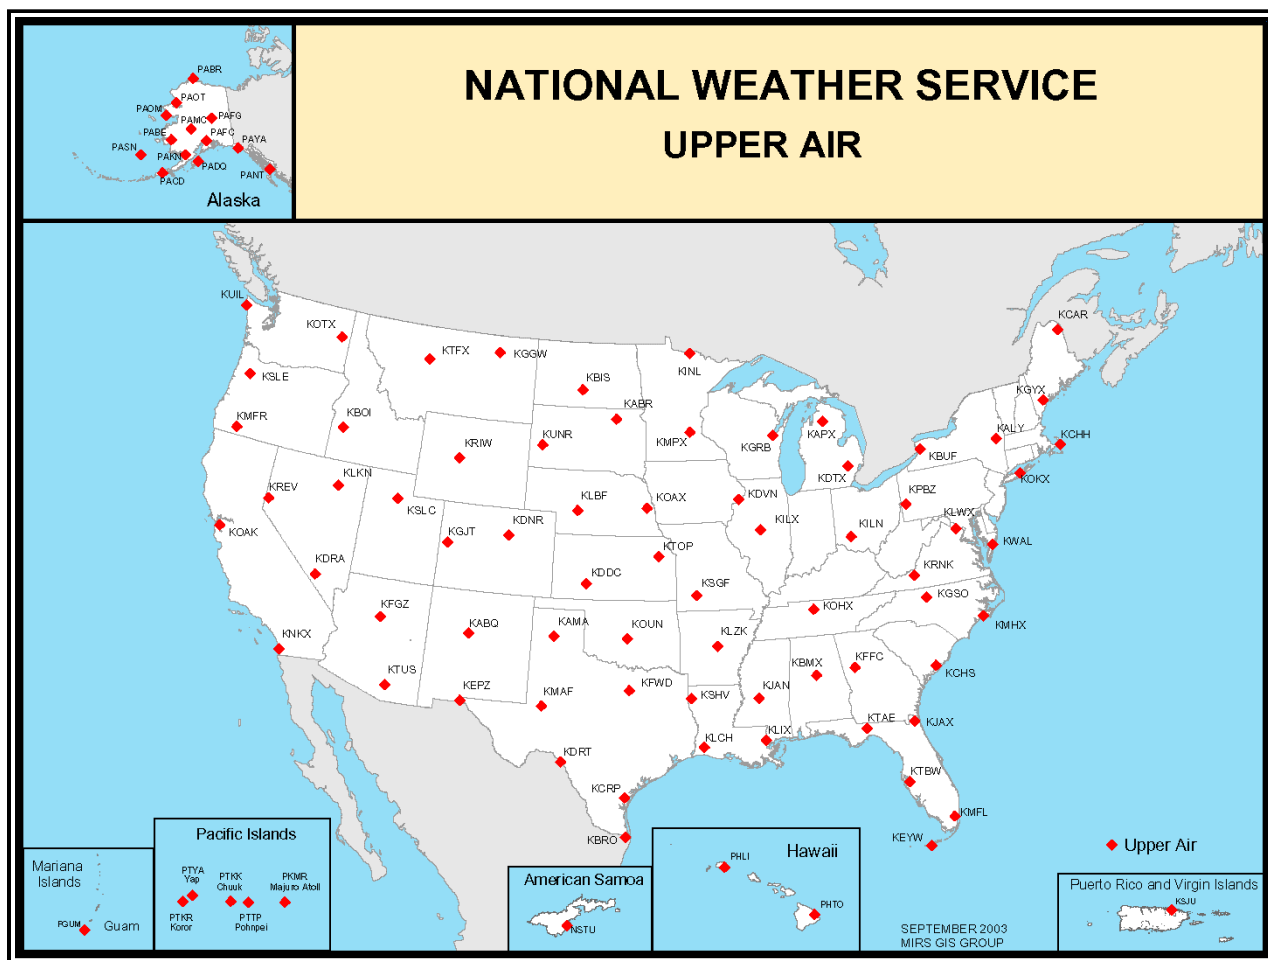 NATIONAL WEATHER SERVICE
UPPER AIR
PABR
PAOT
PAOM
PAMC
PAFG
PABE
PAFC
PAYA
PASN
PAKN
PADQ
PACD
PANT
Alaska
KUIL
KOTX
KTFX
KGGW
KINL
KCAR
KSLE
KBIS
KGYX
KMFR
KBOI
KABR
KUNR
KRIW
KMPX
KGRB
KAPX
KALY
KCHH
KBUF
KLKN
KREV
KSLC
KLBF
KOAX
KDVN
KDTX
KPBZ
KOKX
KOAK
KGJT
KDNR
KILX
KILN
KLWX
KWAL
KDRA
KTOP
KDDC
KSGF
KRNK
KGSO
KFGZ
KABQ
KAMA
KOUN
KLZK
KOHX
KMHX
KNKX
KTUS
KEPZ
KMAF
KFWD
KSHV
KJAN
KBMX
KFFC
KCHS
KDRT
KLCH
KLIX
KTAE
KJAX
KCRP
KTBW
KBRO
KMFL
KEYW
Upper Air
Mariana
Islands
PGUM
Guam
Pacific Islands
PTYA
Yap
PTKK
Chuuk
PKMR
Majuro Atoll
PTKR
Koror
PTTP
Pohnpei
American Samoa
NSTU
Hawaii
PHLI
PHTO
SEPTEMBER 2003
MIRS GIS GROUP
Puerto Rico and Virgin Islands
KSJU